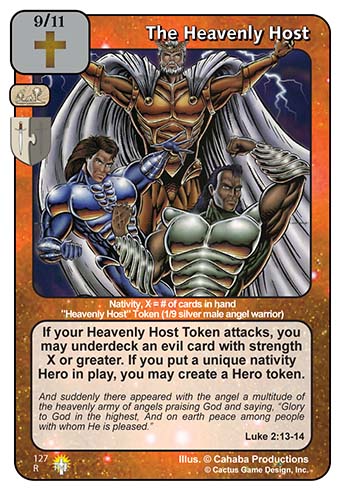 9/11
The Heavenly Host
Nativity, X = # of cards in hand
"Heavenly Host" Token (1/9 silver male angel warrior)
If your Heavenly Host Token attacks, you
may underdeck an evil card with strength
X or greater. If you put a unique nativity
Hero in play, you may create a Hero token.
And suddenly there appeared with the angel a multitude of
the heavenly army of angels praising God and saying, "Glory
to God in the highest, And on earth peace among people
with whom He is pleased."
Luke 2:13-14
127
R
Illus. © Cahaba Productions
© Cactus Game Design, Inc.